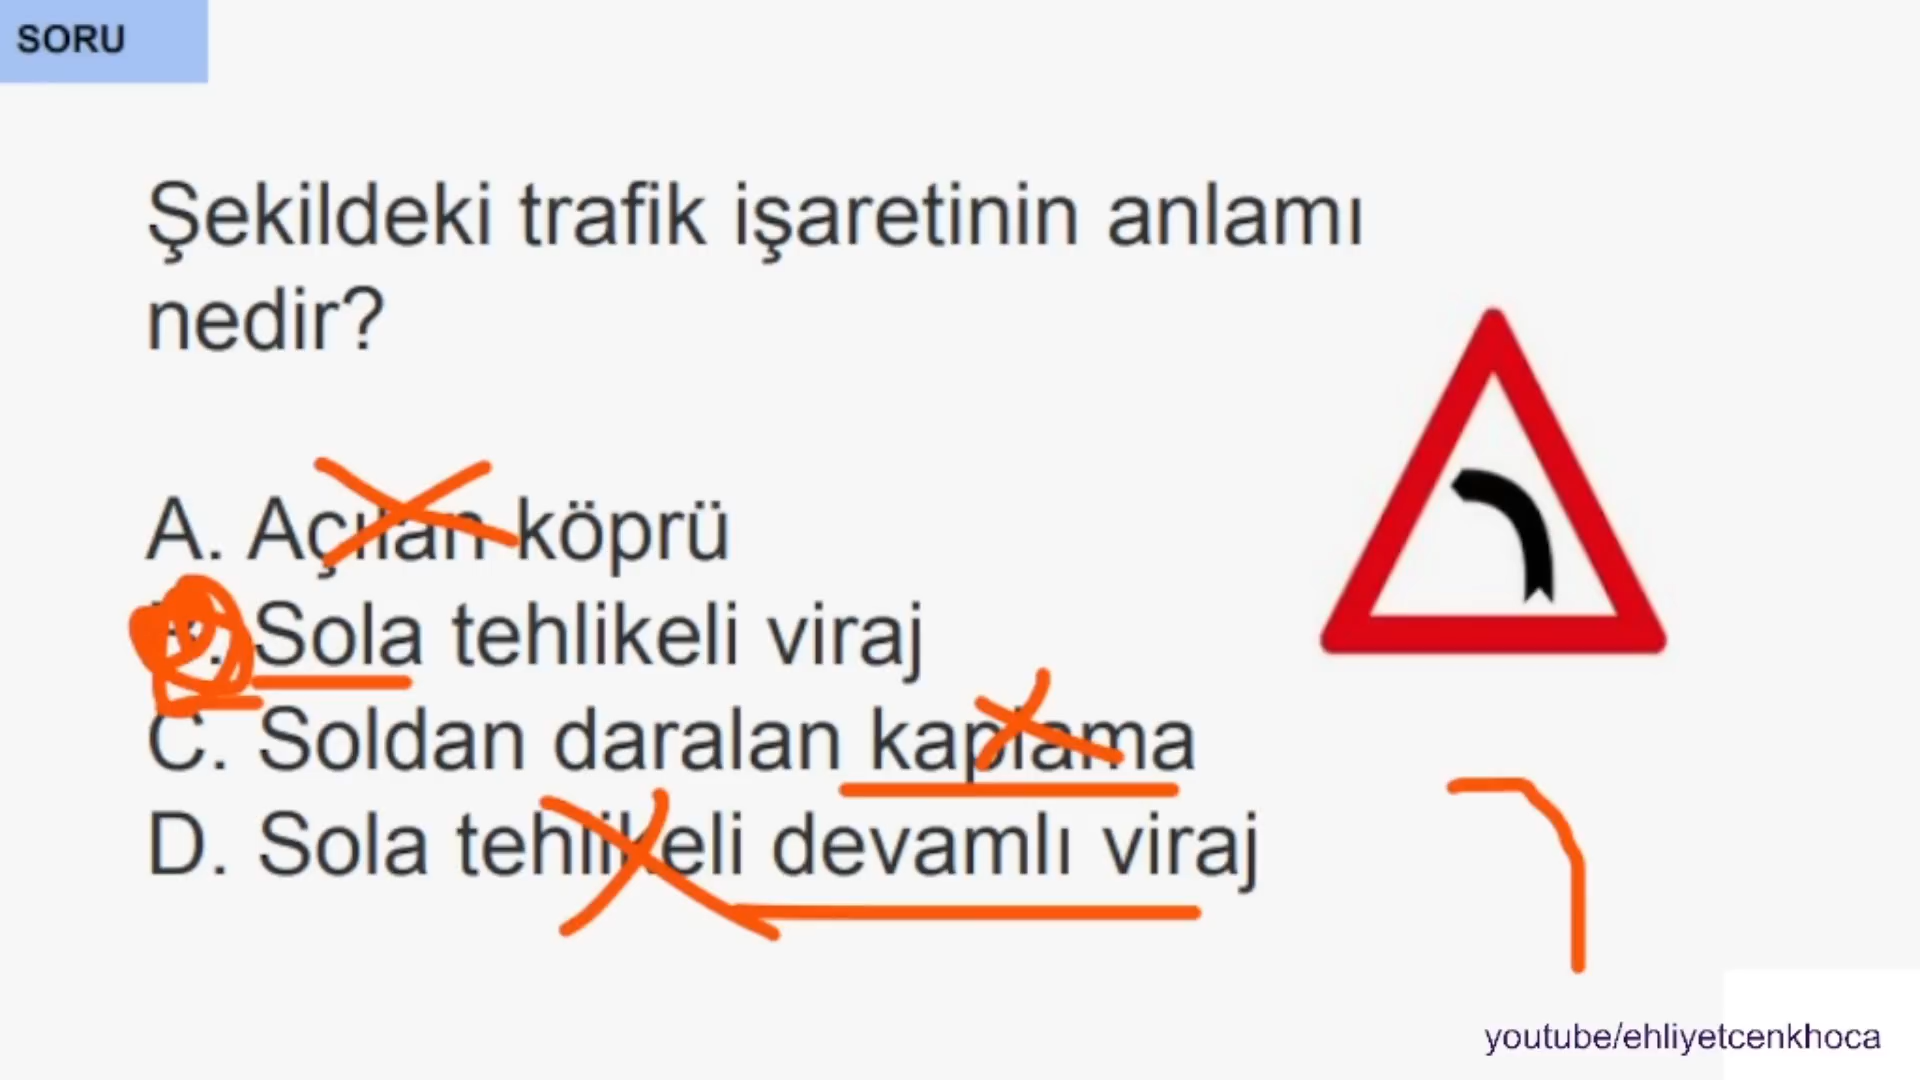 SORU
Şekildeki trafik işaretinin anlamı
nedir?
A. Açılan köprü
Sola tehlikeli viraj
C. Soldan daralan kaplama
D. Sola tehlikeli devamlı viraj
youtube/ehliyetcenkhoca